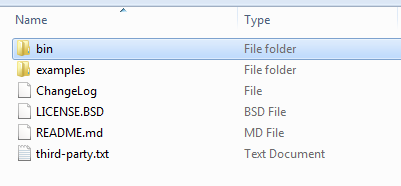 Name Type
bin File folder
examples File folder
ChangeLog File
LICENSE.BSD BSD File
README.md MD File
third-party.txt Text Document